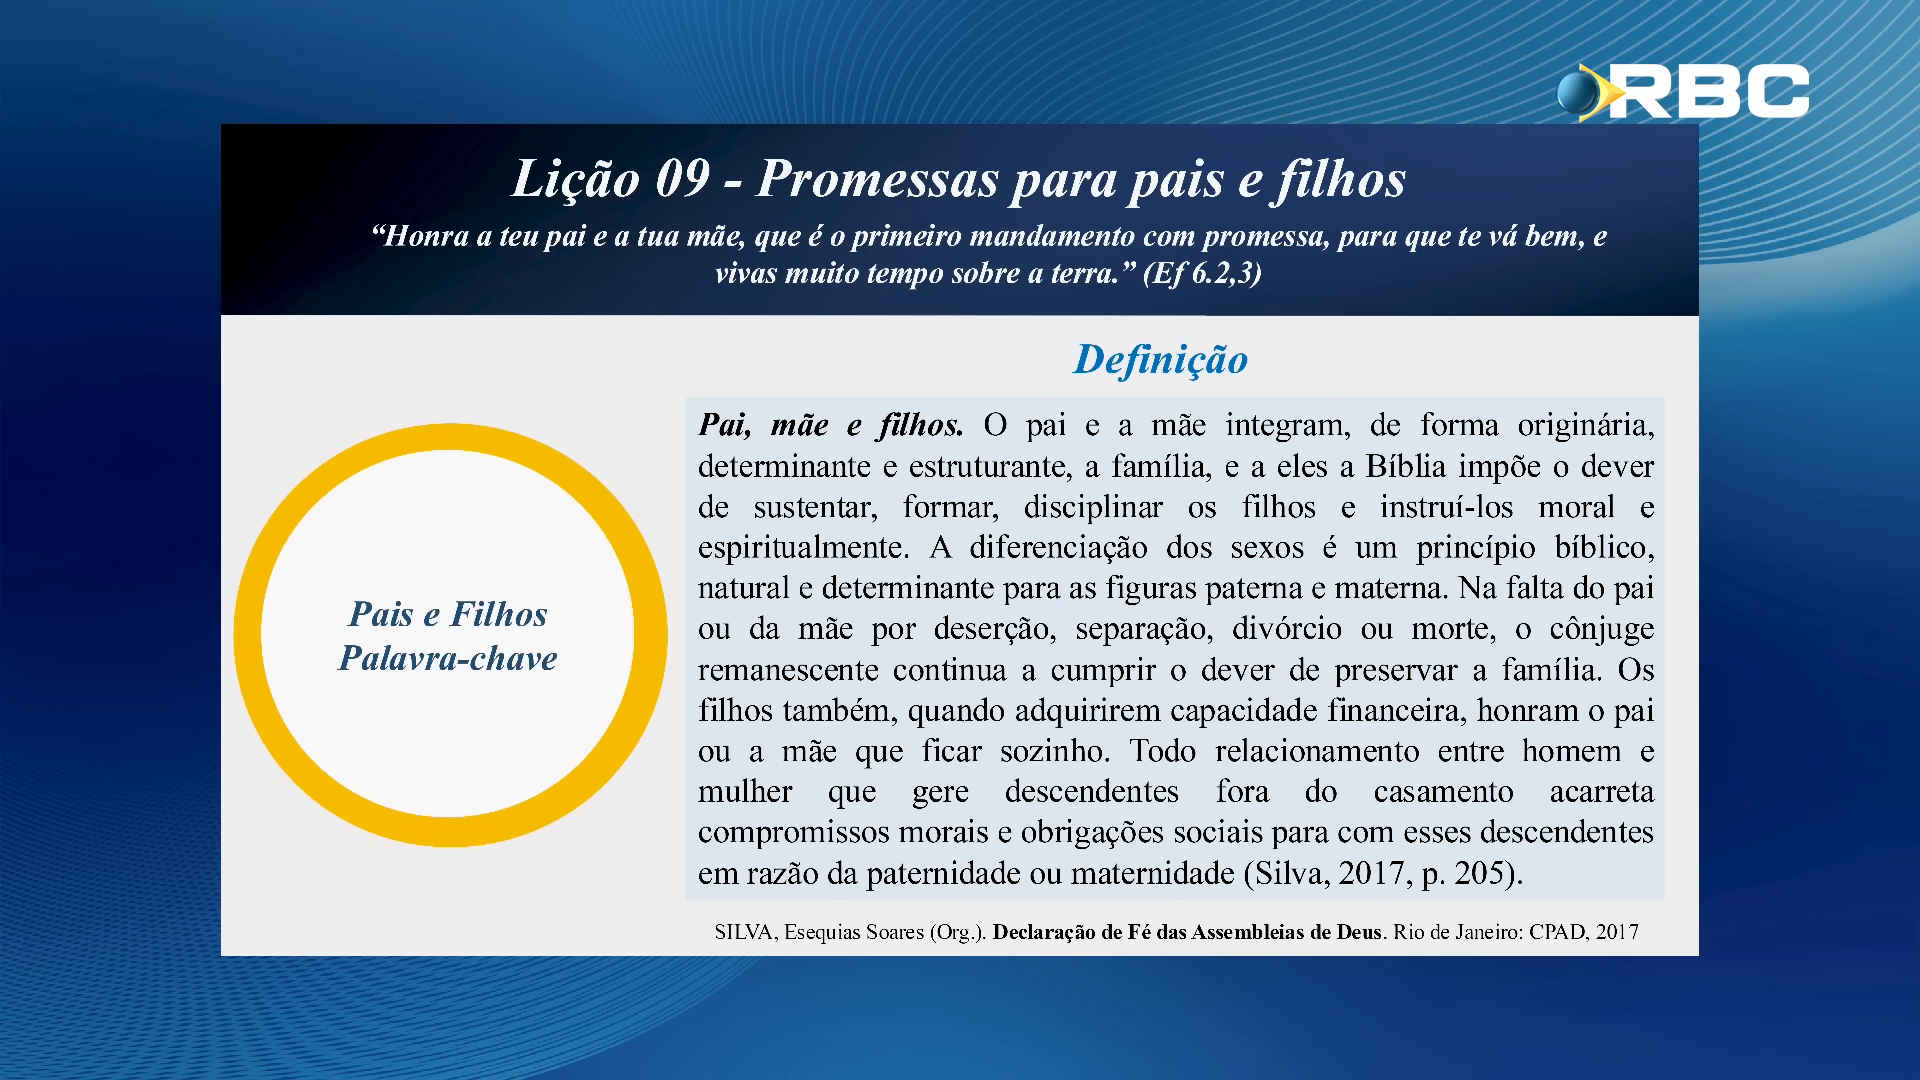 RBC
Lição 09 - Promessas para pais e filhos
“Honra a teu pai e a tua mãe, que é o primeiro mandamento com promessa, para que te vá bem, e
vivas muito tempo sobre a terra.” (Ef 6.2,3)
Pais e Filhos
Palavra-chave
Definição
Pai, mãe e filhos. O pai e a mãe integram, de forma originária,
determinante e estruturante, a família, e a eles a Bíblia impõe o dever
de sustentar, formar, disciplinar os filhos e instruí-los moral e
espiritualmente. A diferenciação dos sexos é um princípio bíblico,
natural e determinante para as figuras paterna e materna. Na falta do pai
ou da mãe por deserção, separação, divórcio ou morte, o cônjuge
remanescente continua a cumprir o dever de preservar a família. Os
filhos também, quando adquirirem capacidade financeira, honram o pai
ou a mãe que ficar sozinho. Todo relacionamento entre homem e
mulher que gere descendentes fora do casamento acarreta
compromissos morais e obrigações sociais para com esses descendentes
em razão da paternidade ou maternidade (Silva, 2017, p. 205).
SILVA, Esequias Soares (Org.). Declaração de Fé das Assembleias de Deus. Rio de Janeiro: CPAD, 2017